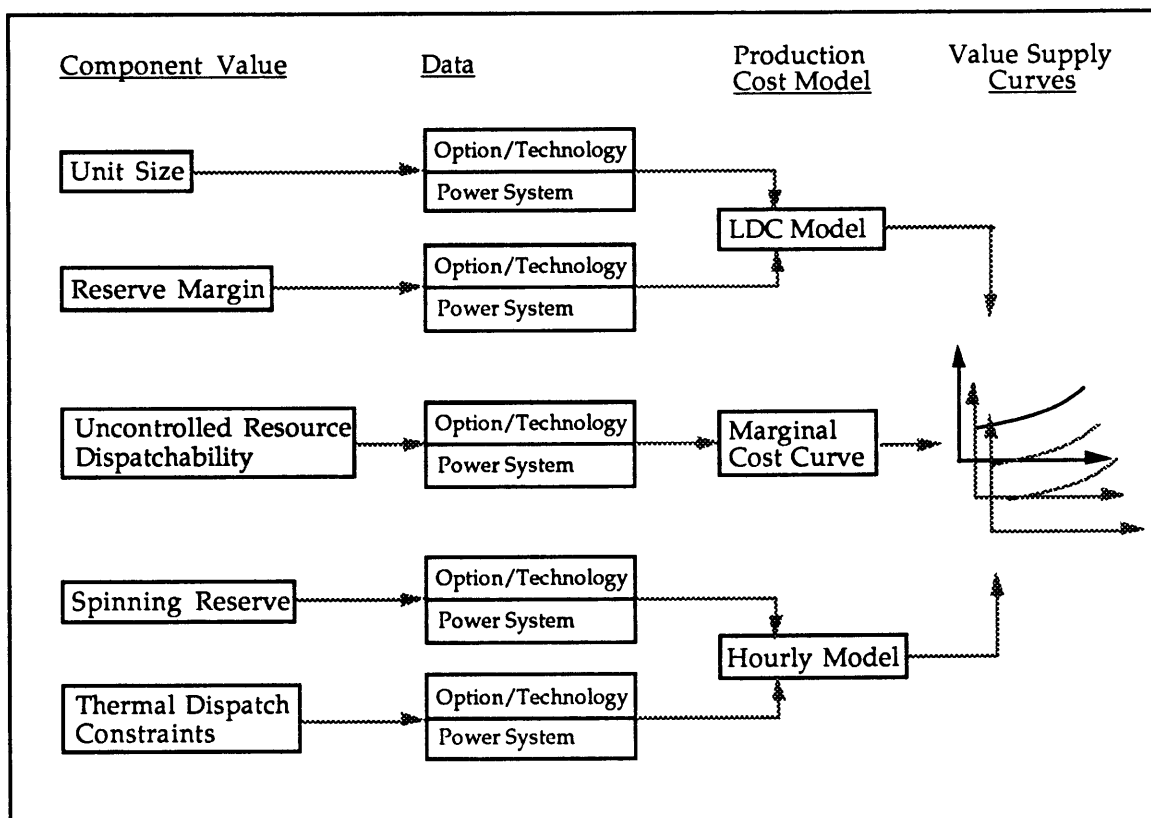 Component Value
Data
Production
Cost Model
Value Supply
Curves
Unit Size
Option/Technology
Power System
LDC Model
Reserve Margin
Option/Technology
Power System
Uncontrolled Resource
Dispatchability
Option/Technology
Power System
Marginal
Cost Curve
Spinning Reserve
Option/Technology
Power System
Hourly Model
Thermal Dispatch
Constraints
Option/Technology
Power System